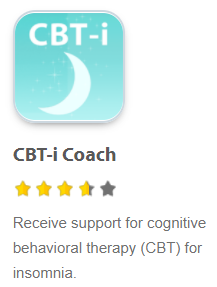 CBT-i
CBT-i Coach
Receive support for cognitive
behavioral therapy (CBT) for
insomnia.